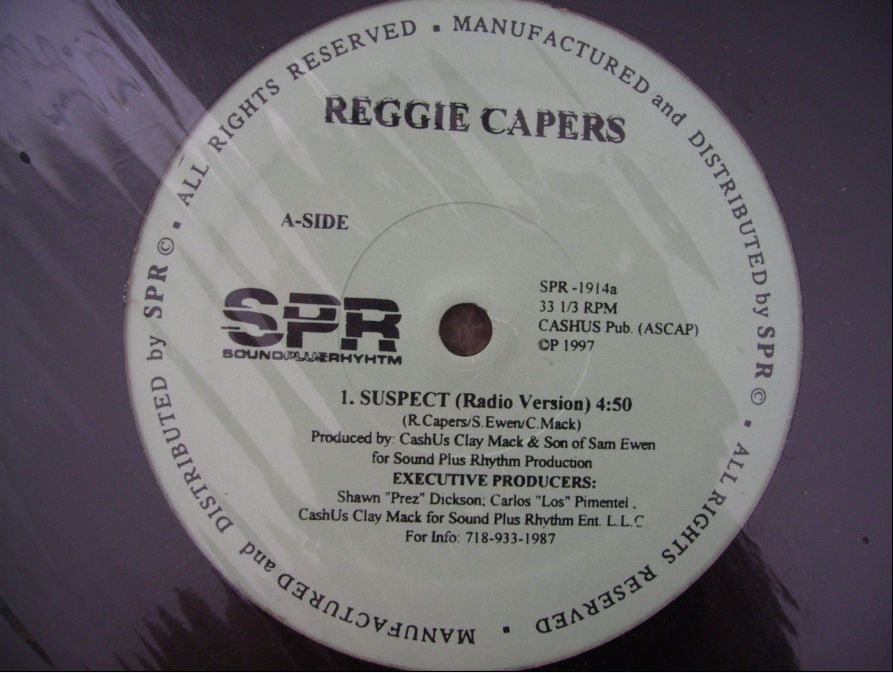 ALL RIGHTS RESERVED ▪ MANUFACTURED and DISTRIBUTED by SPR © ▪ ALL RIGHTS RESERVED ▪ MANUFACTURED and DISTRIBUTED by SPR © ▪
REGGIE CAPERS
A-SIDE
SPR
SOUNDPLUSRHYHTM
SPR -1914a
33 1/3 RPM
CASHUS Pub. (ASCAP)
©P 1997
1. SUSPECT (Radio Version) 4:50
(R.Capers/S.Ewen/C.Mack)
Produced by: CashUs Clay Mack & Son of Sam Ewen
for Sound Plus Rhythm Production
EXECUTIVE PRODUCERS:
Shawn "Prez" Dickson; Carlos "Los" Pimentel .
CashUs Clay Mack for Sound Plus Rhythm Ent. L.L.C.
For Info: 718-933-1987